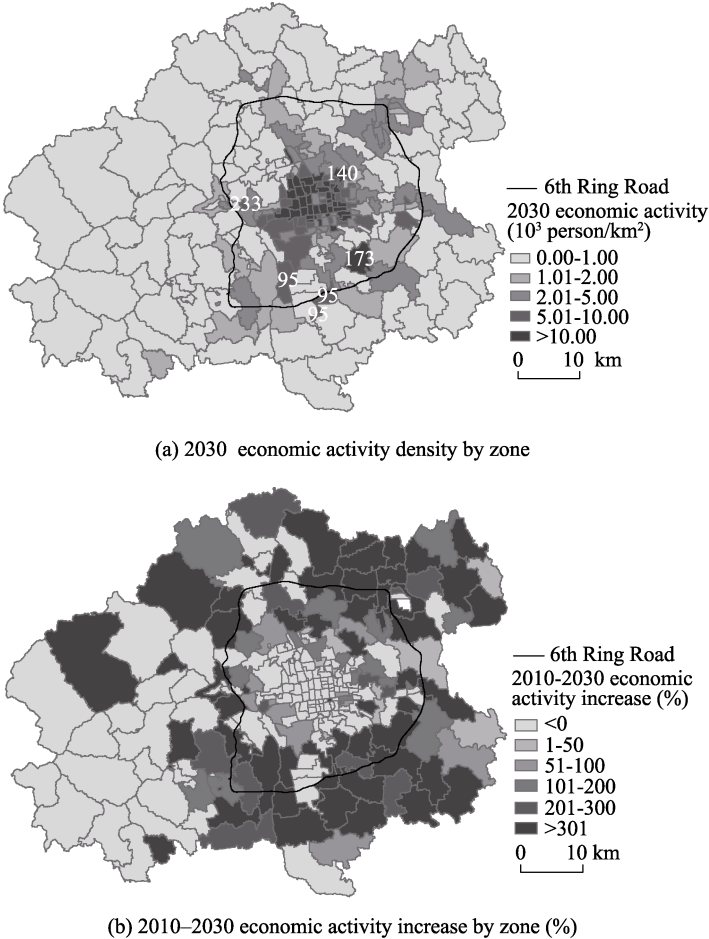 140
333
173
95
95
95
6th Ring Road
2030 economic activity
(10³ person/km²)
0.00-1.00
1.01-2.00
2.01-5.00
5.01-10.00
>10.00
0 10 km
(a) 2030 economic activity density by zone
6th Ring Road
2010-2030 economic
activity increase (%)
<0
1-50
51-100
101-200
201-300
>301
0 10 km
(b) 2010–2030 economic activity increase by zone (%)